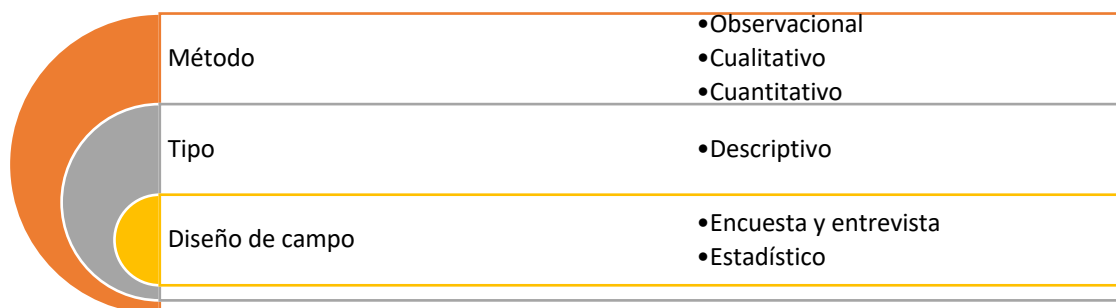 Método
•Observacional
•Cualitativo
•Cuantitativo
Tipo
•Descriptivo
Diseño de campo
•Encuesta y entrevista
•Estadístico